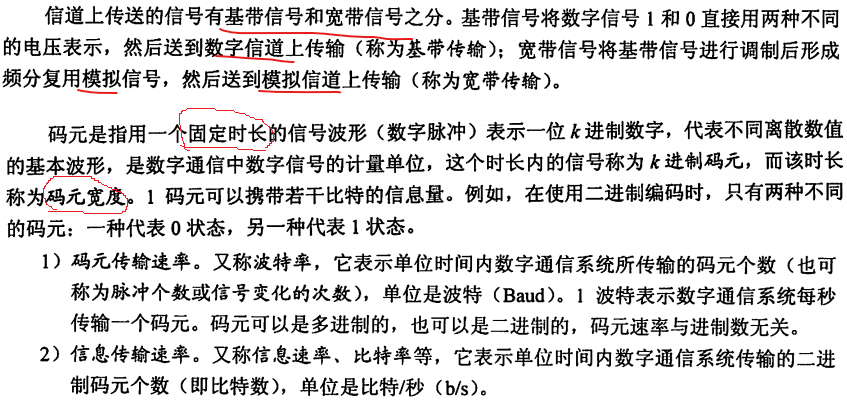 信道上传送的信号有基带信号和宽带信号之分。基带信号将数字信号 1 和 0 直接用两种不同
的电压表示，然后送到数字信道上传输（称为基带传输）；宽带信号将基带信号进行调制后形成
频分复用模拟信号，然后送到模拟信道上传输（称为宽带传输）。
码元是指用一个固定时长的信号波形（数字脉冲）表示一位 k 进制数字，代表不同离散数值
的基本波形，是数字通信中数字信号的计量单位，这个时长内的信号称为 k 进制码元，而该时长
称为码元宽度。1 码元可以携带若干比特的信息量。例如，在使用二进制编码时，只有两种不同
的码元：一种代表 0 状态，另一种代表 1 状态。
1）码元传输速率。又称波特率，它表示单位时间内数字通信系统所传输的码元个数（也可
称为脉冲个数或信号变化的次数），单位是波特（Baud）。1 波特表示数字通信系统每秒
传输一个码元。码元可以是多进制的，也可以是二进制的，码元速率与进制数无关。
2）信息传输速率。又称信息速率、比特率等，它表示单位时间内数字通信系统传输的二进
制码元个数（即比特数），单位是比特/秒（b/s）。